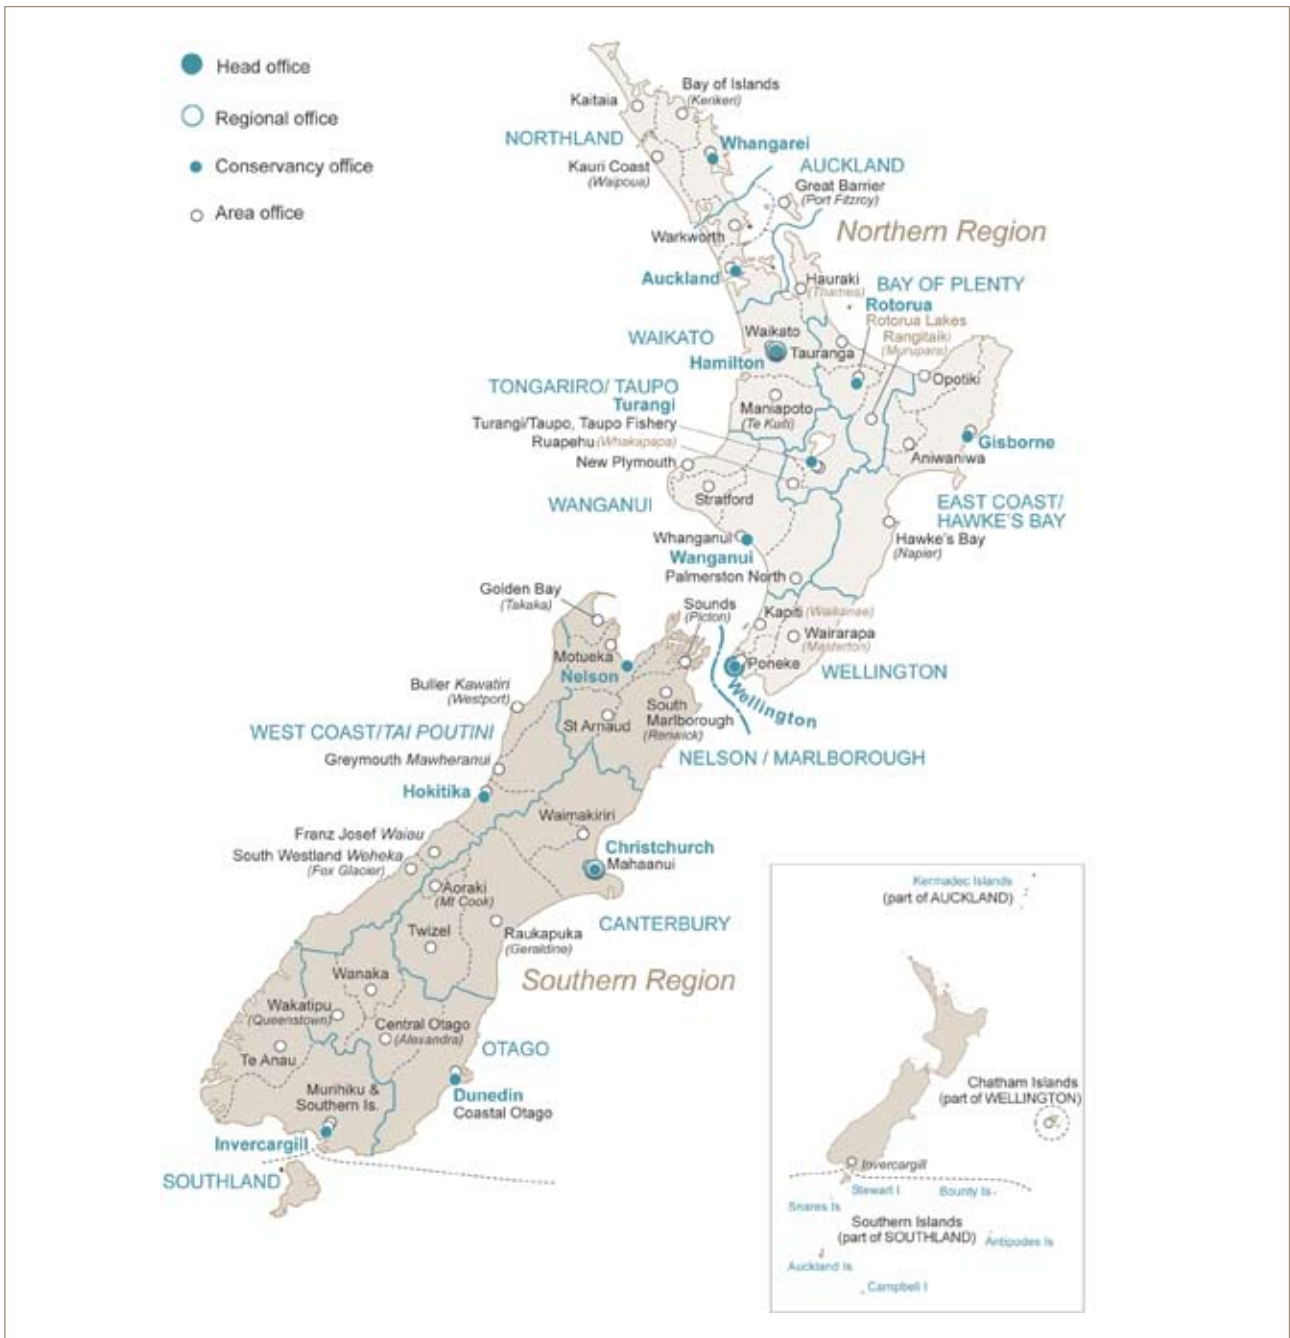 Head office
Regional office
Conservancy office
Area office
Kaitaia
Bay of Islands
(Kerikeri)
NORTHLAND
Whangarei
Kauri Coast
(Waipoua)
AUCKLAND
Great Barrier
(Port Fitzroy)
Warkworth
Northern Region
Auckland
Hauraki
(Thames)
BAY OF PLENTY
Rotorua
Rotorua Lakes
Rangitaiki
(Murupara)
WAIKATO
Waikato
Hamilton
Tauranga
Opotiki
TONGARIRO/ TAUPO
Turangi
Turangi/Taupo, Taupo Fishery
Ruapehu (Whakapapa)
Maniapoto
(Te Kuiti)
New Plymouth
Gisborne
Aniwaniwa
Stratford
WANGANUI
EAST COAST/
HAWKE'S BAY
Whanganui
Wanganui
Hawke's Bay
(Napier)
Palmerston North
Golden Bay
(Takaka)
Sounds
(Picton)
Kapiti (Waikanae)
Wairarapa
(Masterton)
Motueka
Nelson
Poneke
WELLINGTON
Wellington
Buller Kawatiri
(Westport)
South
Marlborough
(Renwick)
St Arnaud
WEST COAST/TAI POUTINI
NELSON / MARLBOROUGH
Greymouth Mawheranui
Hokitika
Waimakiriri
Franz Josef Waiau
South Westland Weheka
(Fox Glacier)
Christchurch
Mahaanui
Aoraki
(Mt Cook)
CANTERBURY
Twizel
Raukapuka
(Geraldine)
Southern Region
Wanaka
Wakatipu
(Queenstown)
Central Otago
(Alexandra)
Te Anau
OTAGO
Murihiku &
Southern Is.
Dunedin
Coastal Otago
Invercargill
SOUTHLAND
Kermadec Islands
(part of AUCKLAND)
Chatham Islands
(part of WELLINGTON)
Invercargill
Stewart I
Bounty Is
Snares Is
Southern Islands
(part of SOUTHLAND)
Antipodes Is
Auckland Is
Campbell I